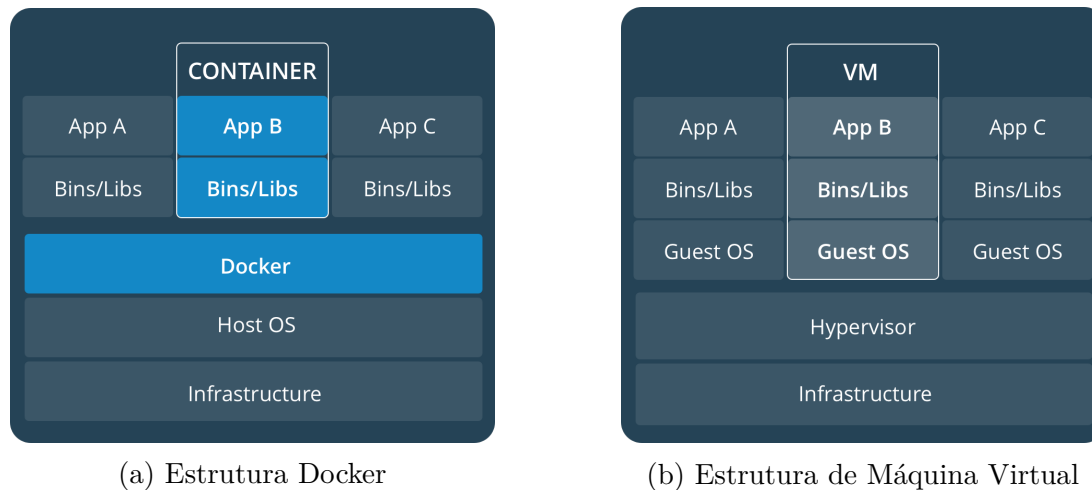 CONTAINER
App A
App B
App C
Bins/Libs
Bins/Libs
Bins/Libs
Docker
Host OS
Infrastructure
(a) Estrutura Docker
VM
App A
App B
App C
Bins/Libs
Bins/Libs
Bins/Libs
Guest OS
Guest OS
Guest OS
Hypervisor
Infrastructure
(b) Estrutura de Máquina Virtual